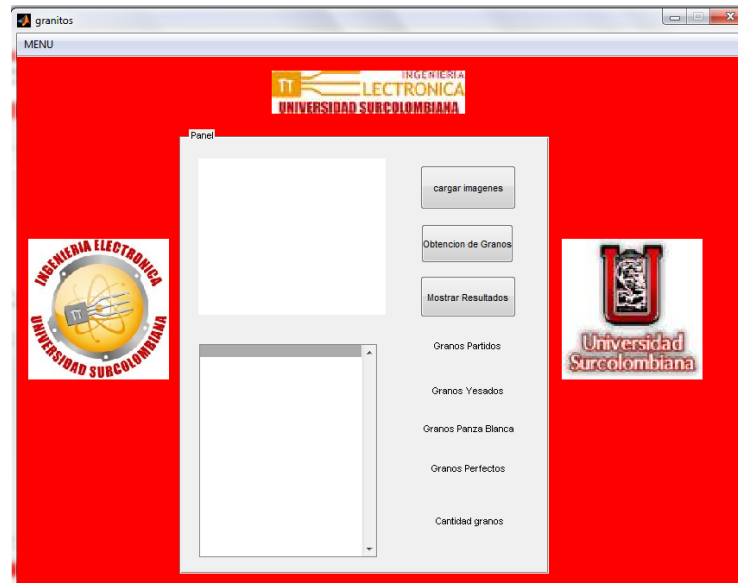 granitos
MENU
INGENIERIA
ELECTRONICA
UNIVERSIDAD SURCOLOMBIANA
Panel
cargar imagenes
Obtencion de Granos
Mostrar Resultados
INGENIERIA ELECTRONICA
UNIVERSIDAD SURCOLOMBIANA
Universidad
Surcolombiana
Granos Partidos
Granos Yesados
Granos Panza Blanca
Granos Perfectos
Cantidad granos